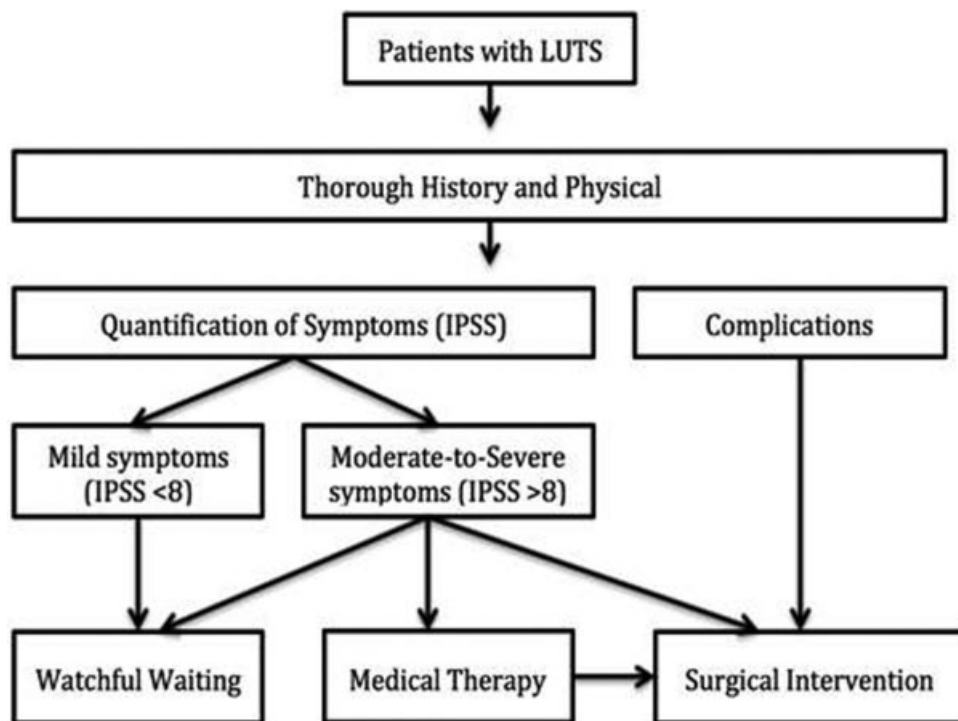 Patients with LUTS
Thorough History and Physical
Quantification of Symptoms (IPSS)
Complications
Mild symptoms
(IPSS <8)
Moderate-to-Severe
symptoms (IPSS >8)
Watchful Waiting
Medical Therapy
Surgical Intervention